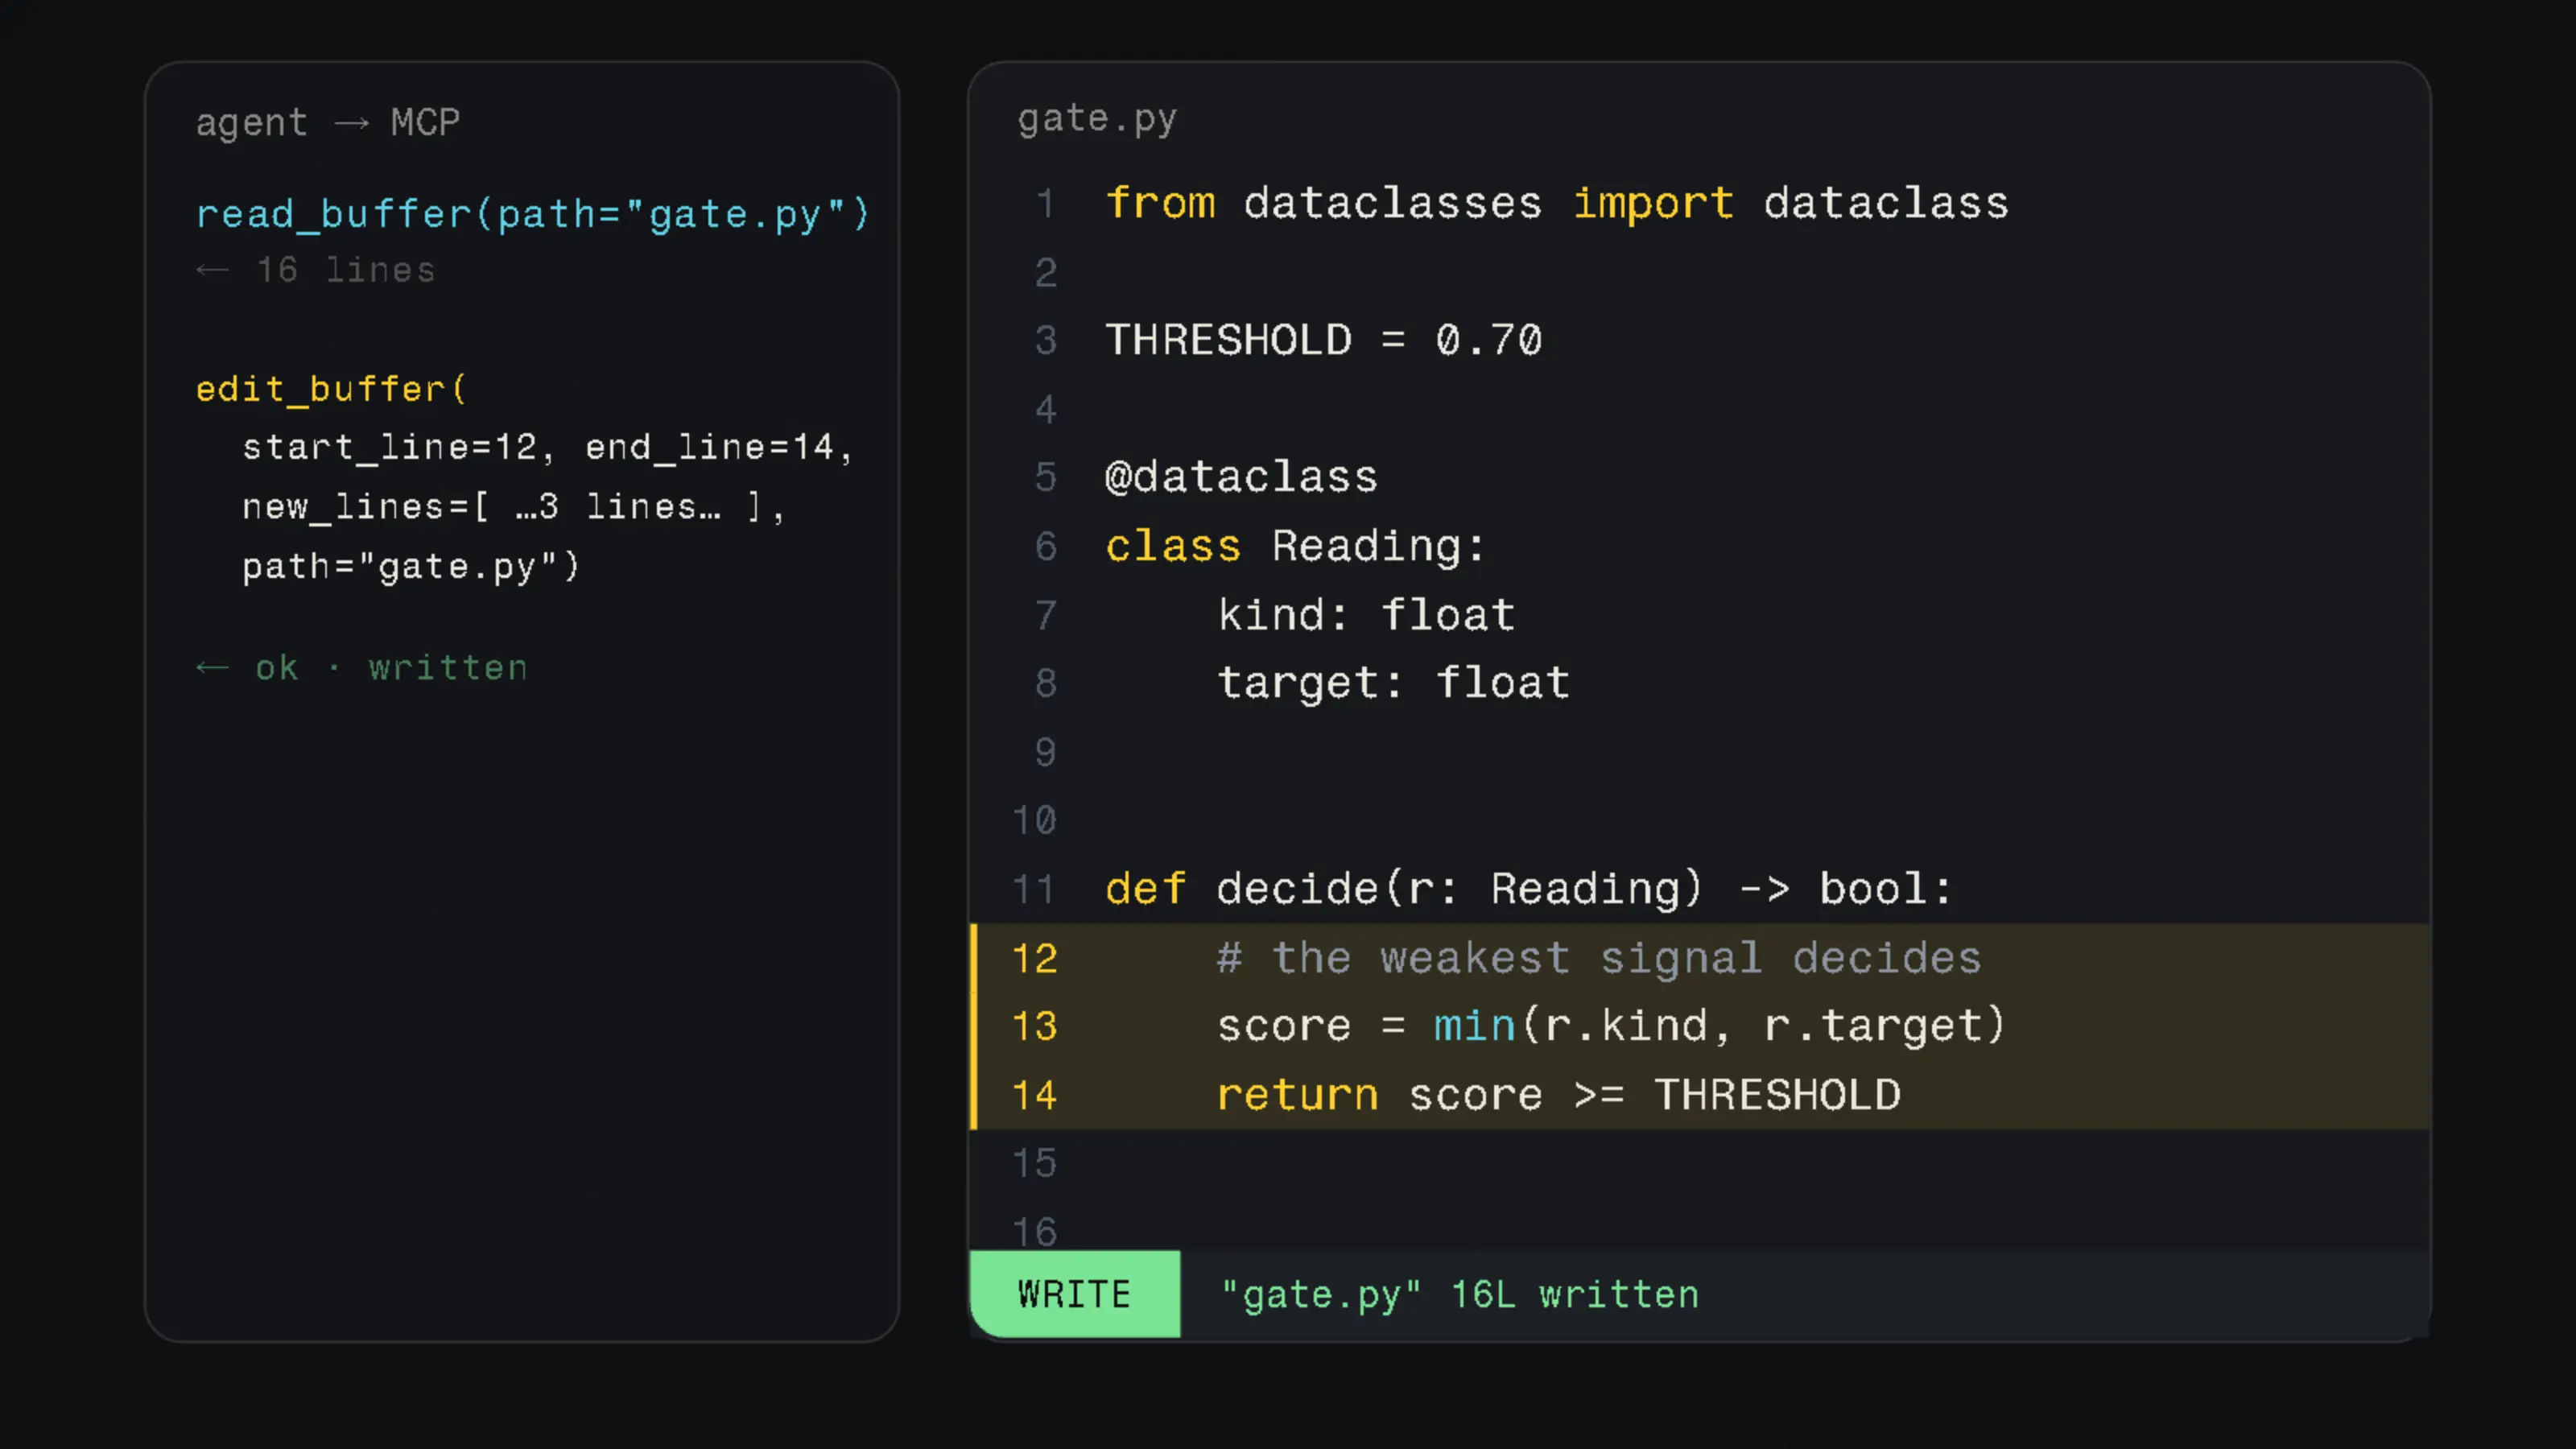 agent → MCP
read_buffer(path="gate.py")
← 16 lines
edit_buffer(
  start_line=12, end_line=14,
  new_lines=[ …3 lines… ],
  path="gate.py")
← ok · written
gate.py
1 from dataclasses import dataclass
2
3 THRESHOLD = 0.70
4
5 @dataclass
6 class Reading:
7     kind: float
8     target: float
9
10
11 def decide(r: Reading) -> bool:
12     # the weakest signal decides
13     score = min(r.kind, r.target)
14     return score >= THRESHOLD
15
16
WRITE "gate.py" 16L written